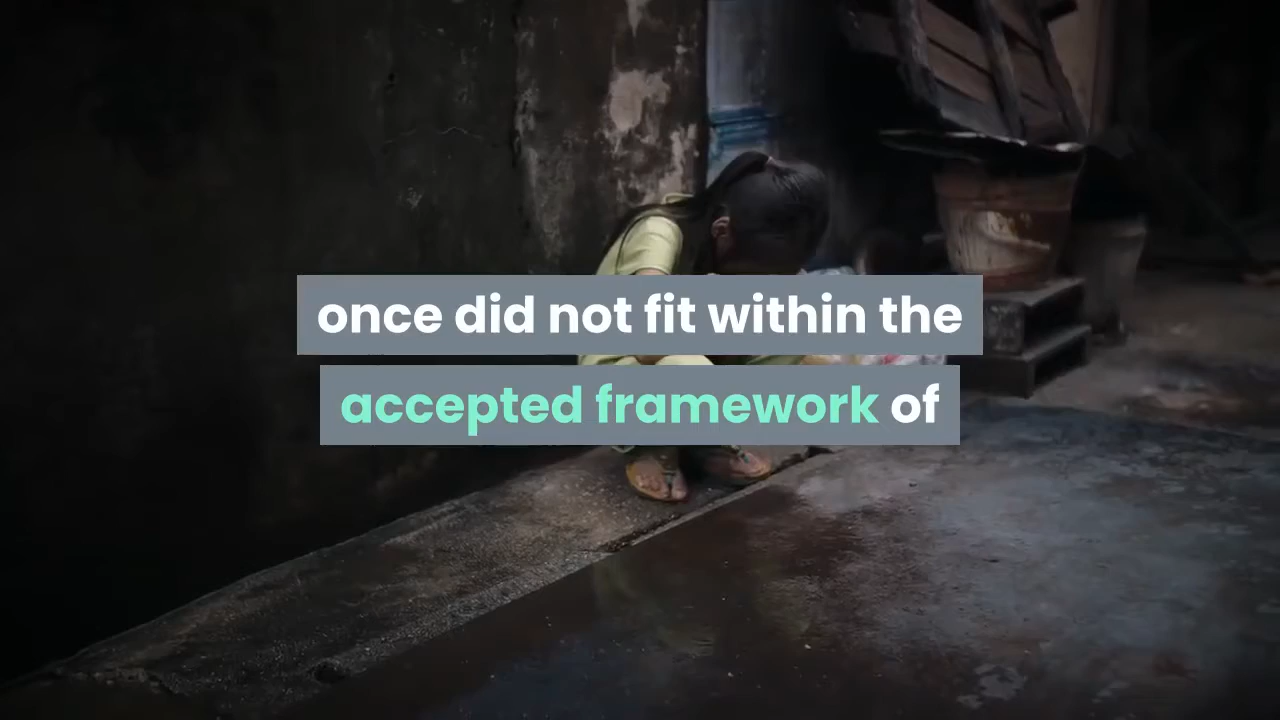 once did not fit within the
accepted framework of